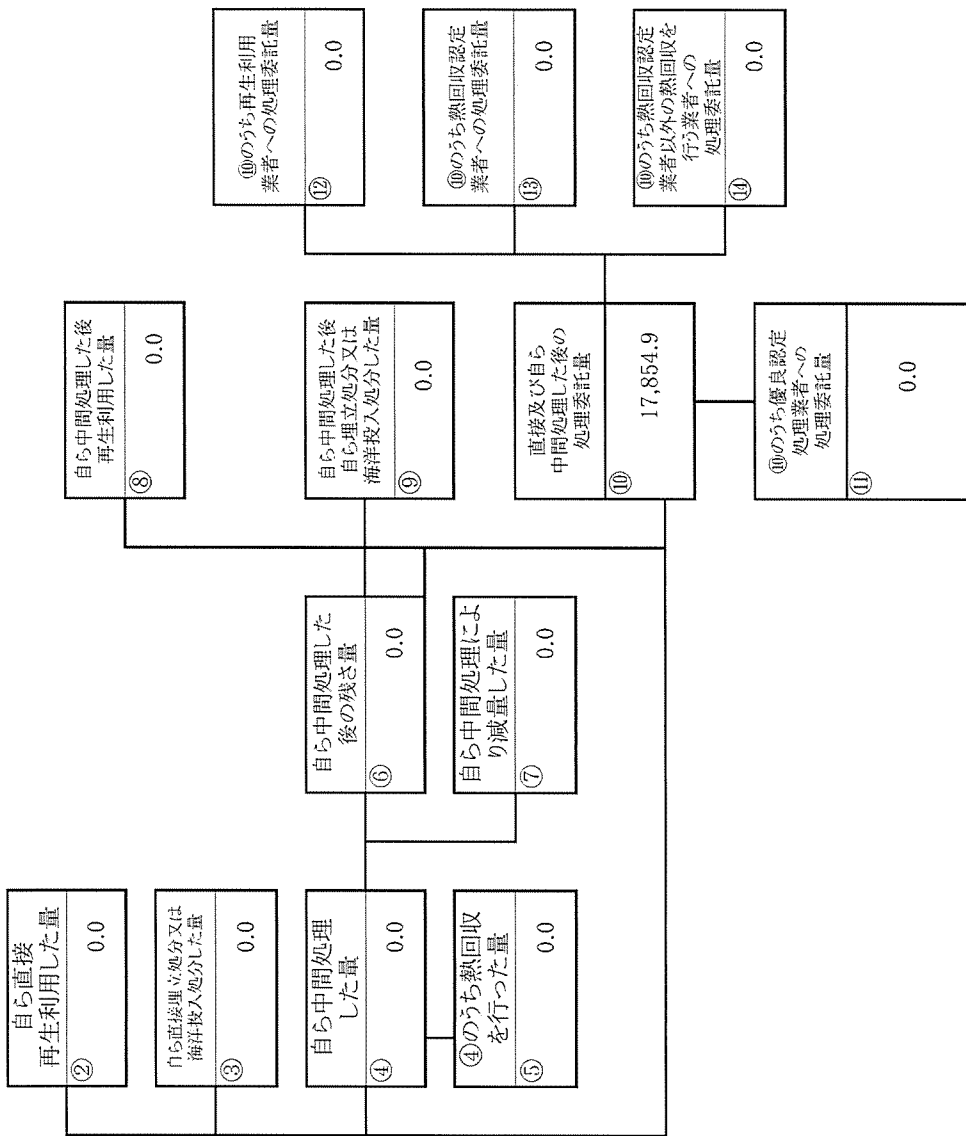 自ら直接
再生利用した量
②
0.0
自ら直接埋立処分又は
海洋投入処分した量
③
0.0
自ら中間処理
した量
④
0.0
④のうち熱回収
を行った量
⑤
0.0
自ら中間処理した
後の残さ量
⑥
0.0
自ら中間処理によ
り減量した量
⑦
0.0
自ら中間処理した後
再生利用した量
⑧
0.0
自ら中間処理した後
自ら埋立処分又は
海洋投入処分した量
⑨
0.0
直接及び自ら
中間処理した後の
処理委託量
⑩
17,854.9
⑩のうち優良認定
処理業者への
処理委託量
⑪
0.0
⑩のうち再生利用
業者への処理委託量
⑫
0.0
⑩のうち熱回収認定
業者への処理委託量
⑬
0.0
⑩のうち熱回収認定
業者以外の熱回収を
行う業者への
処理委託量
⑭
0.0